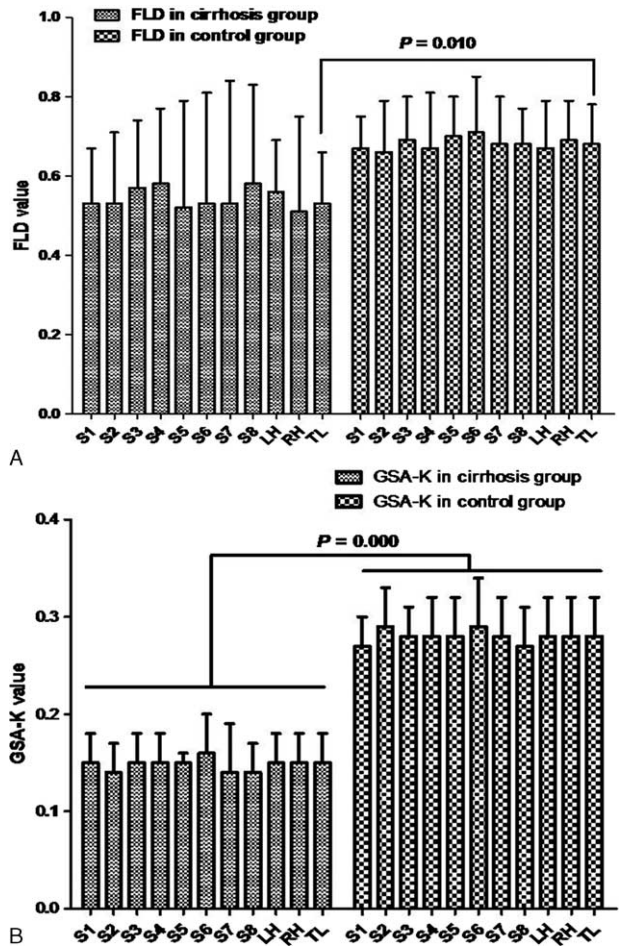 FLD in cirrhosis group
FLD in control group
P = 0.010
1.0
0.8
0.6
0.4
0.2
0.0
FLD value
S1 S2 S3 S4 S5 S6 S7 S8 LH RH TL S1 S2 S3 S4 S5 S6 S7 S8 LH RH TL
A
GSA-K in cirrhosis group
GSA-K in control group
P = 0.000
0.4
0.3
0.2
0.1
0.0
GSA-K value
S1 S2 S3 S4 S5 S6 S7 S8 LH RH TL S1 S2 S3 S4 S5 S6 S7 S8 LH RH TL
B